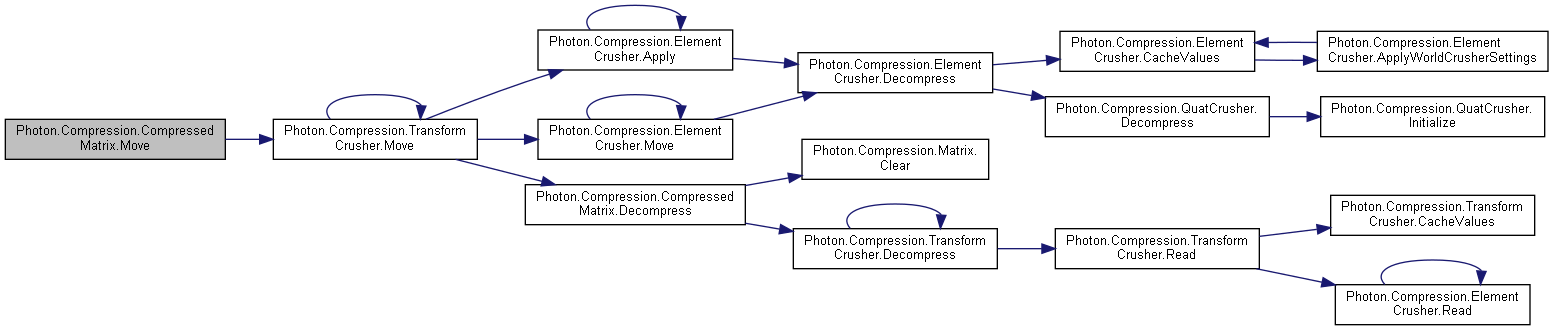 Photon.Compression.Compressed
Matrix.Move
Photon.Compression.Transform
Crusher.Move
Photon.Compression.Element
Crusher.Apply
Photon.Compression.Element
Crusher.Move
Photon.Compression.Compressed
Matrix.Decompress
Photon.Compression.Element
Crusher.Decompress
Photon.Compression.Matrix.
Clear
Photon.Compression.Transform
Crusher.Decompress
Photon.Compression.Element
Crusher.CacheValues
Photon.Compression.QuatCrusher.
Decompress
Photon.Compression.Transform
Crusher.Read
Photon.Compression.Element
Crusher.ApplyWorldCrusherSettings
Photon.Compression.QuatCrusher.
Initialize
Photon.Compression.Transform
Crusher.CacheValues
Photon.Compression.Element
Crusher.Read